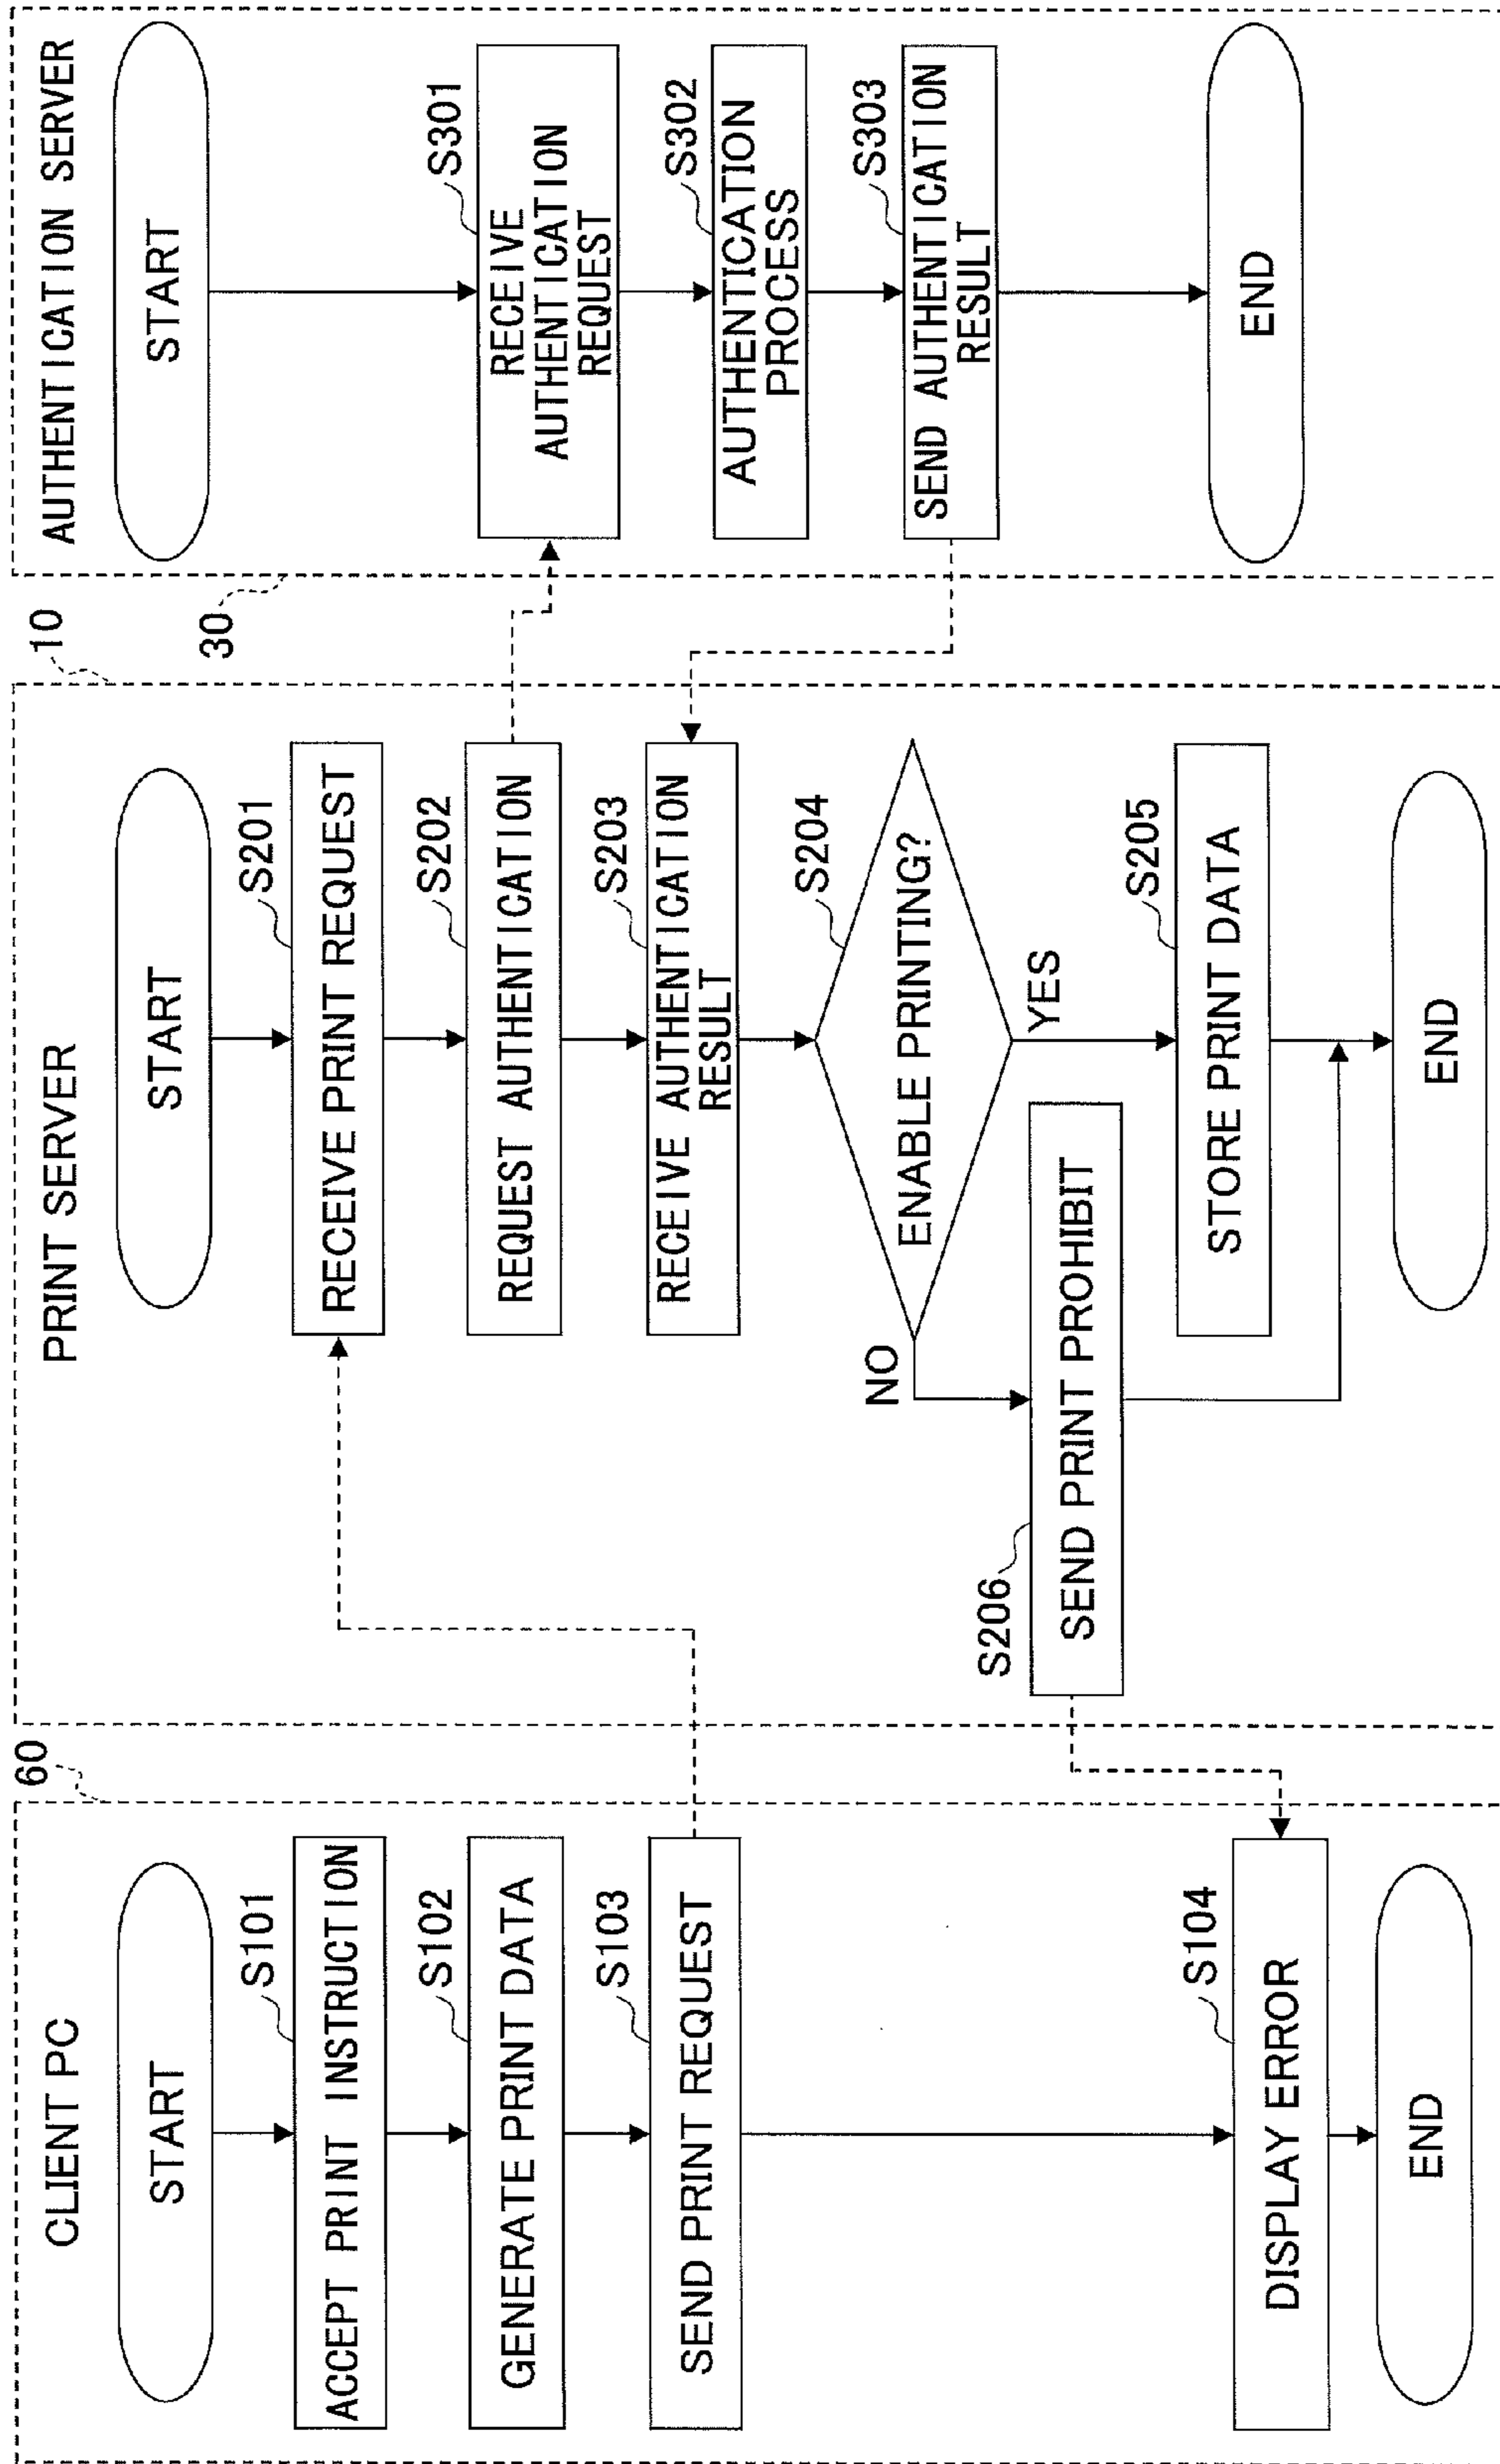 CLIENT PC
60
START
S101
ACCEPT PRINT INSTRUCTION
S102
GENERATE PRINT DATA
S103
SEND PRINT REQUEST
S104
DISPLAY ERROR
END
PRINT SERVER
10
START
S201
RECEIVE PRINT REQUEST
S202
REQUEST AUTHENTICATION
S203
RECEIVE AUTHENTICATION
RESULT
S204
ENABLE PRINTING?
NO
YES
S206
SEND PRINT PROHIBIT
S205
STORE PRINT DATA
END
AUTHENTICATION SERVER
30
START
S301
RECEIVE
AUTHENTICATION
REQUEST
S302
AUTHENTICATION
PROCESS
S303
SEND AUTHENTICATION
RESULT
END